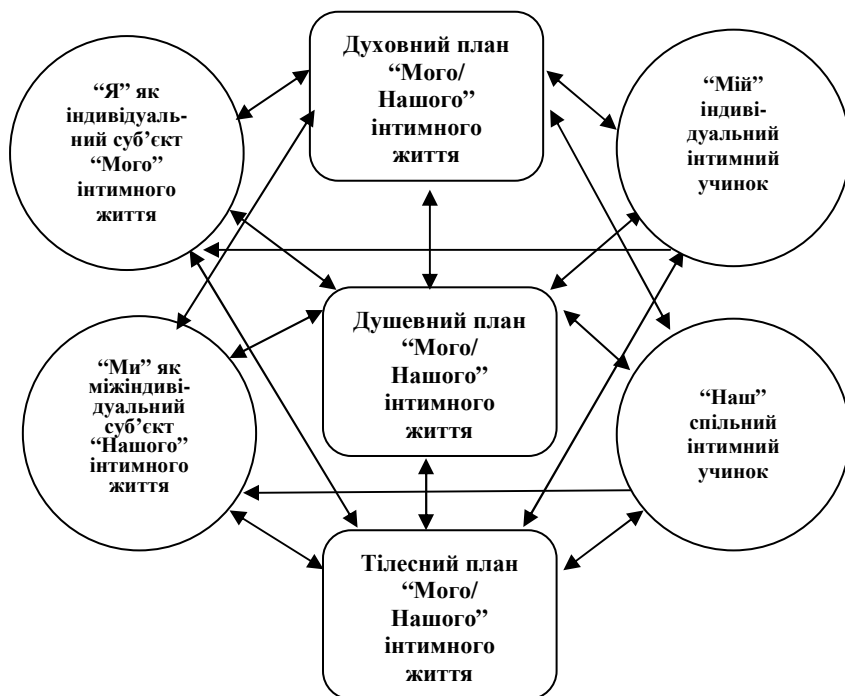 “Я” як
індивідуаль-
ний суб’єкт
“Мого”
інтимного
життя
Духовний план
“Мого/
Нашого”
інтимного
життя
“Мій”
індиві-
дуальний
інтимний
учинок
Душевний план
“Мого/
Нашого”
інтимного
життя
“Ми” як
міжіндиві-
дуальний
суб’єкт
“Нашого”
інтимного
життя
“Наш”
спільний
інтимний
учинок
Тілесний план
“Мого/
Нашого”
інтимного
життя